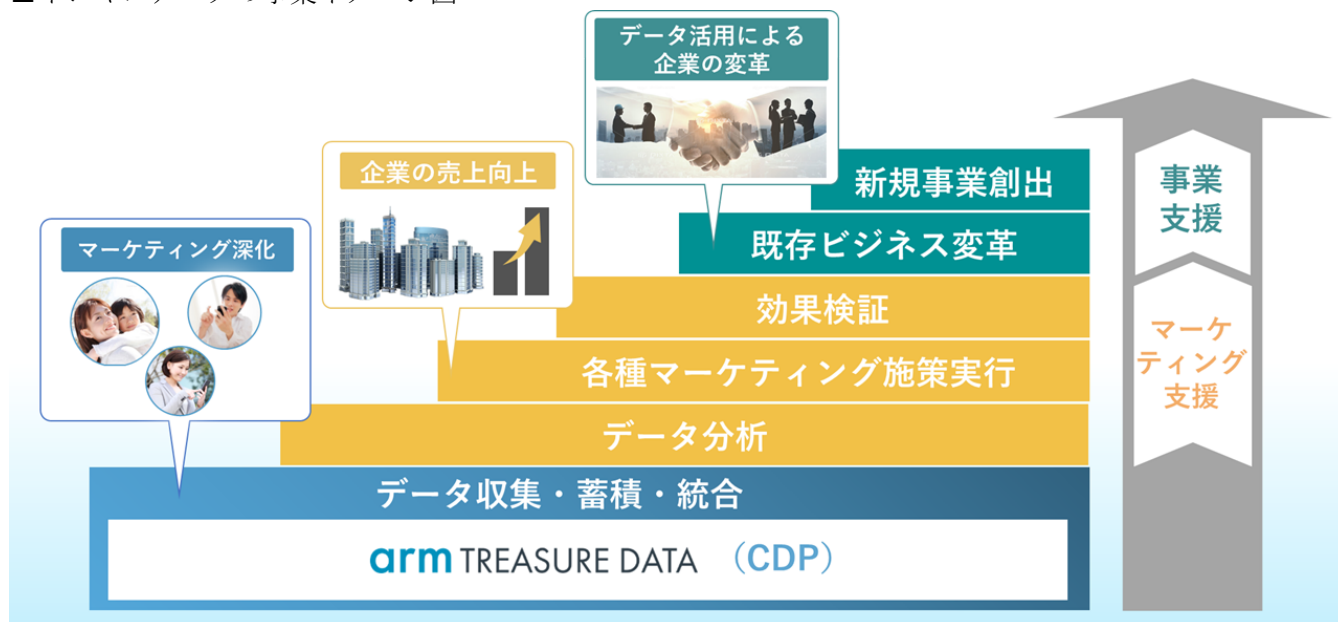 データ活用による
企業の変革
企業の売上向上
マーケティング深化
新規事業創出
既存ビジネス変革
効果検証
各種マーケティング施策実行
データ分析
データ収集・蓄積・統合
arm TREASURE DATA (CDP)
事業
支援
マーケ
ティング
支援